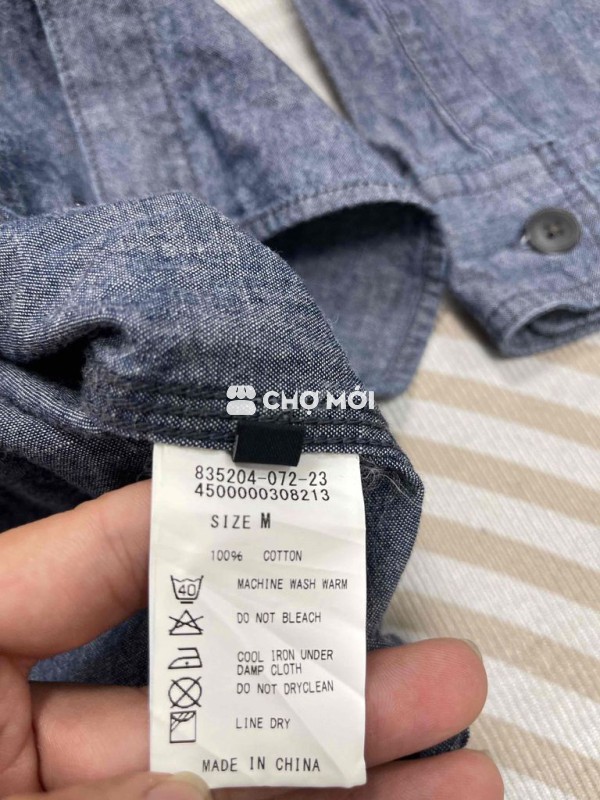 CHỢ MỚI
835204-072-23
4500000308213
SIZE M
100% COTTON
40
MACHINE WASH WARM
DO NOT BLEACH
COOL IRON UNDER
DAMP CLOTH
DO NOT DRYCLEAN
LINE DRY
MADE IN CHINA